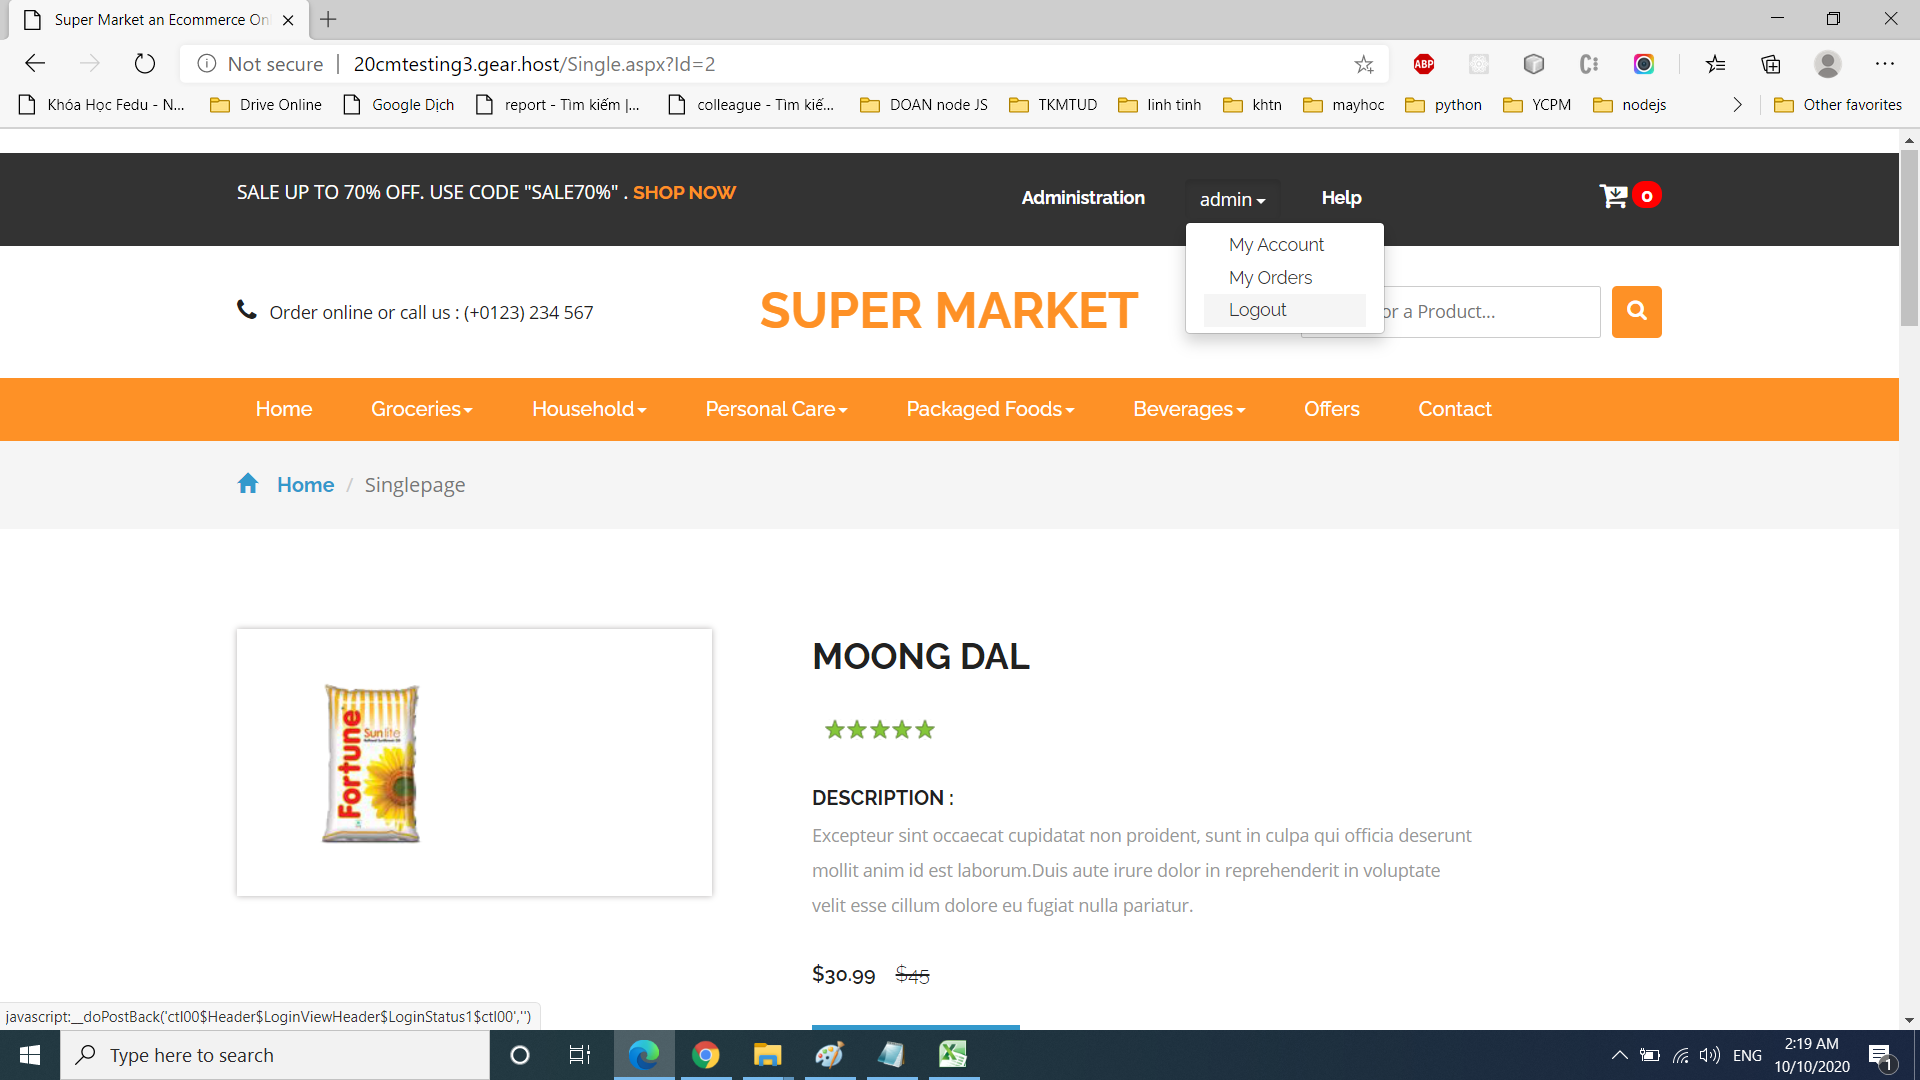 Super Market an Ecommerce On
Not secure | 20cmtesting3.gear.host/Single.aspx?Id=2
ABP
Khóa Học Fedu - N... Drive Online Google Dịch report - Tìm kiếm |... colleague - Tìm kiế... DOAN node JS TKMTUD linh tinh khtn mayhoc python YCPM nodejs Other favorites
SALE UP TO 70% OFF. USE CODE "SALE70%" . SHOP NOW Administration admin Help 0
My Account
My Orders
Logout
Order online or call us : (+0123) 234 567 SUPER MARKET or a Product...
Home Groceries Household Personal Care Packaged Foods Beverages Offers Contact
Home / Singlepage
MOONG DAL
Fortune
Sunlite
DESCRIPTION :
Excepteur sint occaecat cupidatat non proident, sunt in culpa qui officia deserunt
mollit anim id est laborum.Duis aute irure dolor in reprehenderit in voluptate
velit esse cillum dolore eu fugiat nulla pariatur.
$30.99 $45
javascript:__doPostBack('ctl00$Header$LoginViewHeader$LoginStatus1$ctl00','')
Type here to search
ENG
2:19 AM
10/10/2020
1